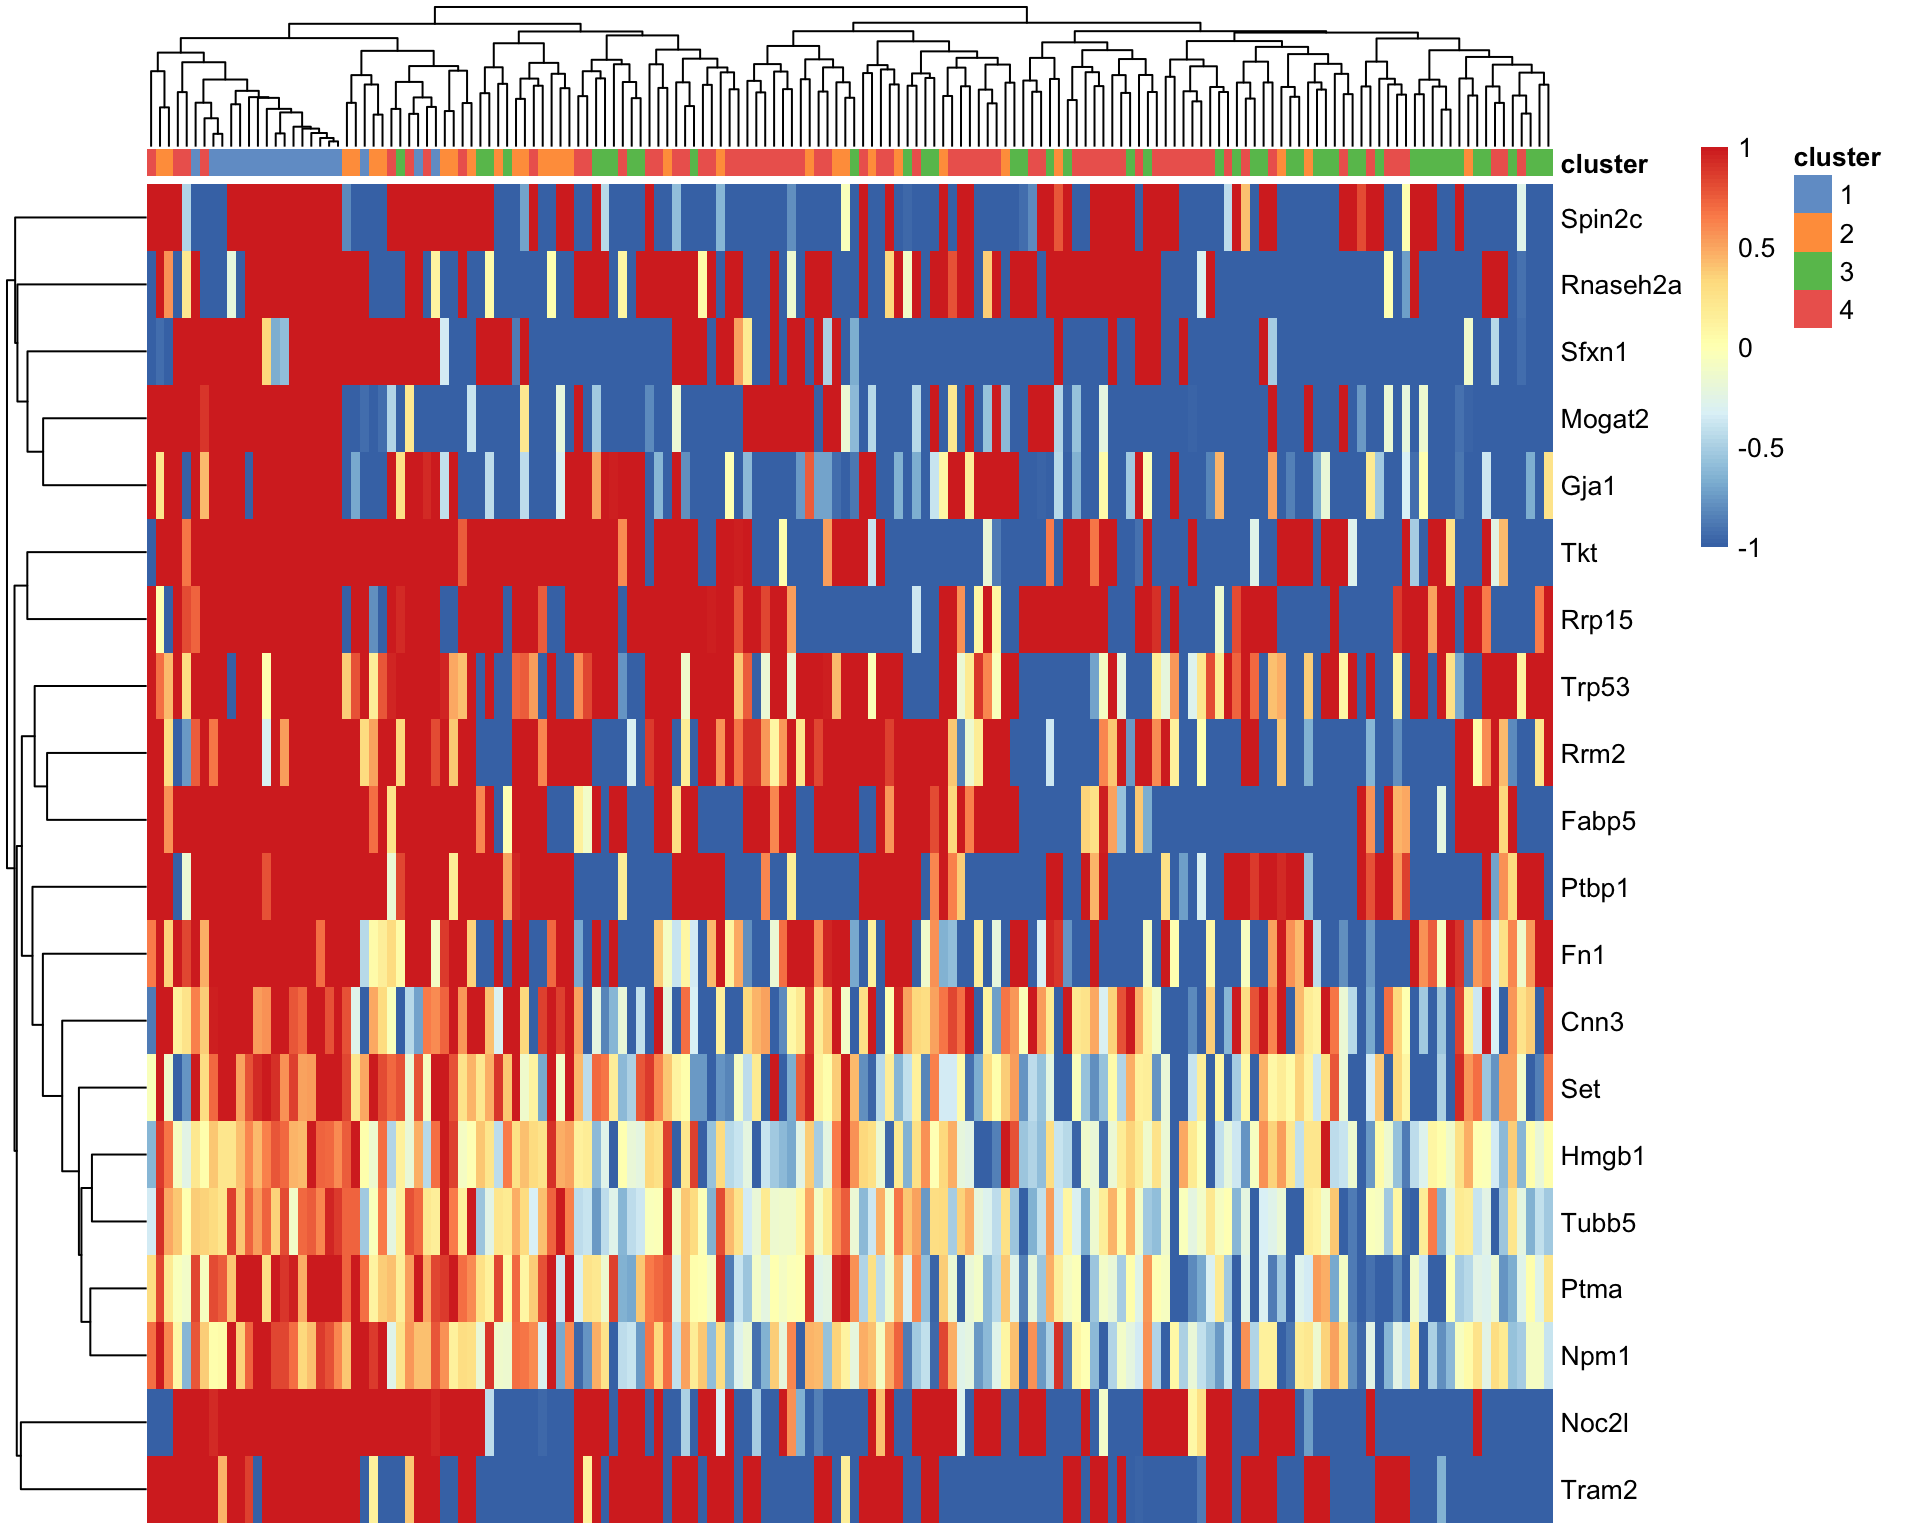 cluster
Spin2c
Rnaseh2a
Sfxn1
Mogat2
Gja1
Tkt
Rrp15
Trp53
Rrm2
Fabp5
Ptbp1
Fn1
Cnn3
Set
Hmgb1
Tubb5
Ptma
Npm1
Noc2l
Tram2
1
0.5
0
-0.5
-1
cluster
1
2
3
4